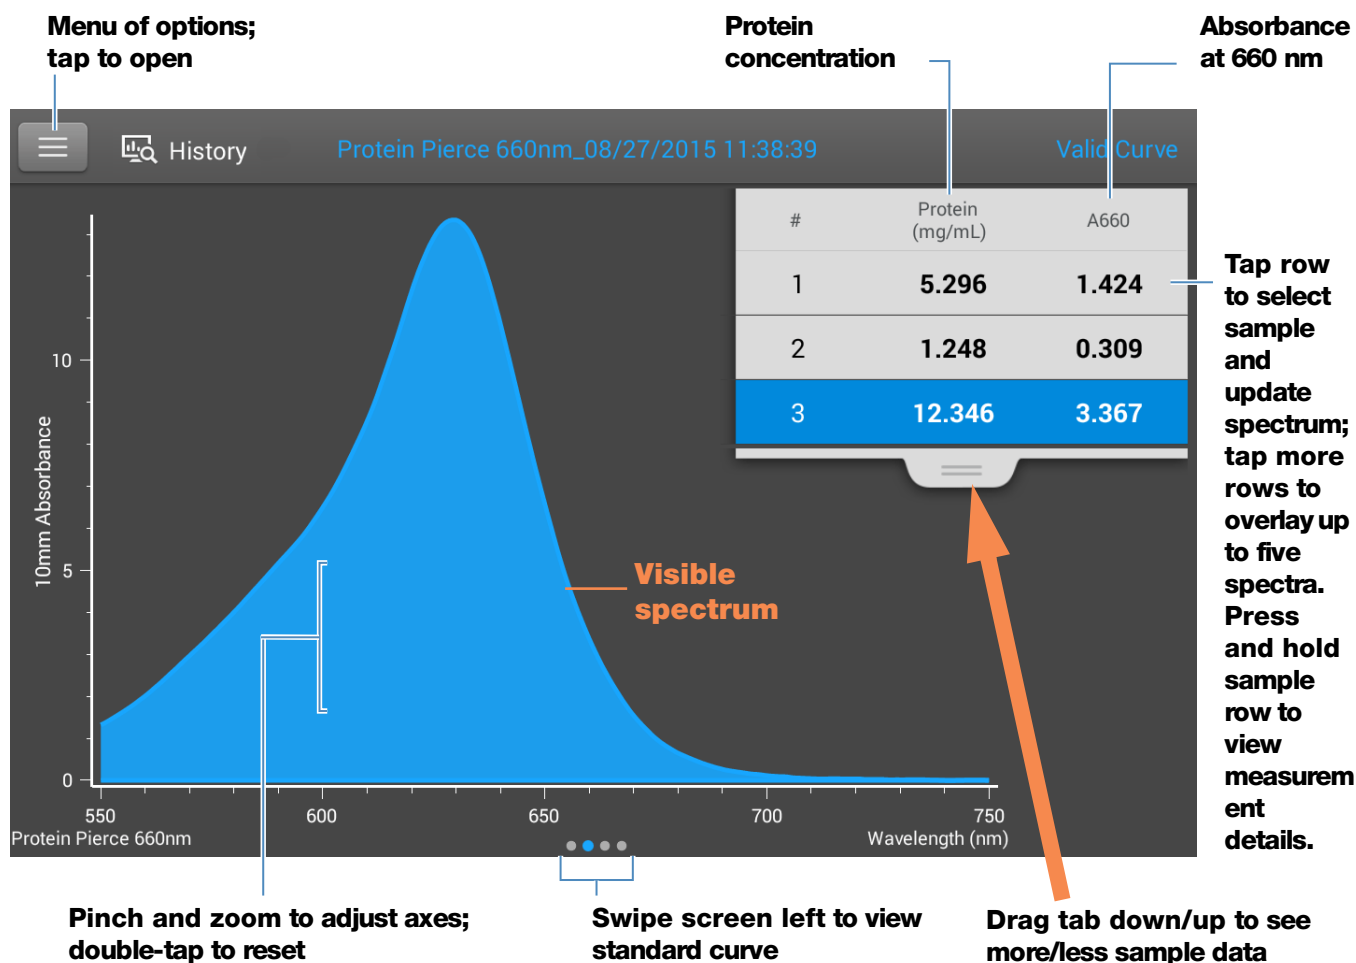 Menu of options;
tap to open
Protein
concentration
Absorbance
at 660 nm
History
Protein Pierce 660nm_08/27/2015 11:38:39
Valid Curve
# Protein (mg/mL) A660
1 5.296 1.424
2 1.248 0.309
3 12.346 3.367
Tap row
to select
sample
and
update
spectrum;
tap more
rows to
overlay up
to five
spectra.
Press
and hold
sample
row to
view
measurem
ent
details.
10mm Absorbance
10
5
0
Visible
spectrum
550 600 650 700 750
Protein Pierce 660nm
Wavelength (nm)
Pinch and zoom to adjust axes;
double-tap to reset
Swipe screen left to view
standard curve
Drag tab down/up to see
more/less sample data